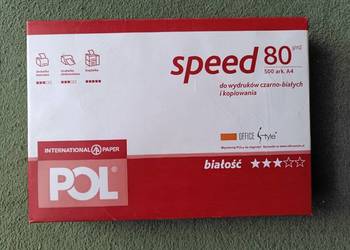 speed 80 g/m2
500 ark. A4
do wydruków czarno-białych
i kopiowania
OFFICE Style
INTERNATIONAL PAPER
POL
białość